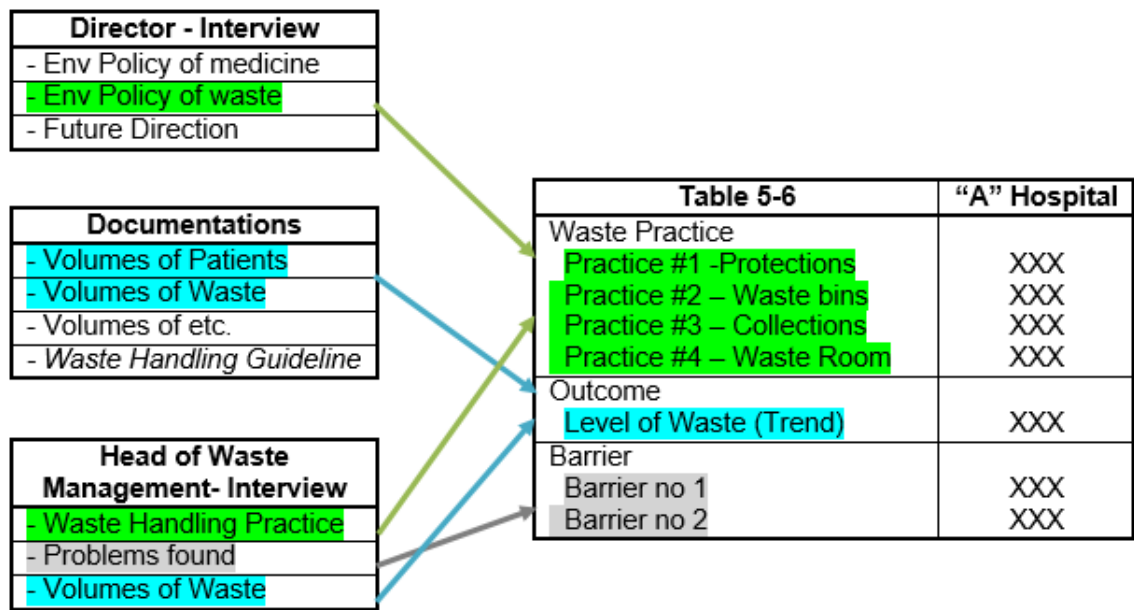 Director - Interview
- Env Policy of medicine
- Env Policy of waste
- Future Direction
Documentations
- Volumes of Patients
- Volumes of Waste
- Volumes of etc.
- Waste Handling Guideline
Head of Waste
Management- Interview
- Waste Handling Practice
- Problems found
- Volumes of Waste
Table 5-6 “A” Hospital
Waste Practice
Practice #1 -Protections XXX
Practice #2 – Waste bins XXX
Practice #3 – Collections XXX
Practice #4 – Waste Room XXX
Outcome
Level of Waste (Trend) XXX
Barrier
Barrier no 1 XXX
Barrier no 2 XXX